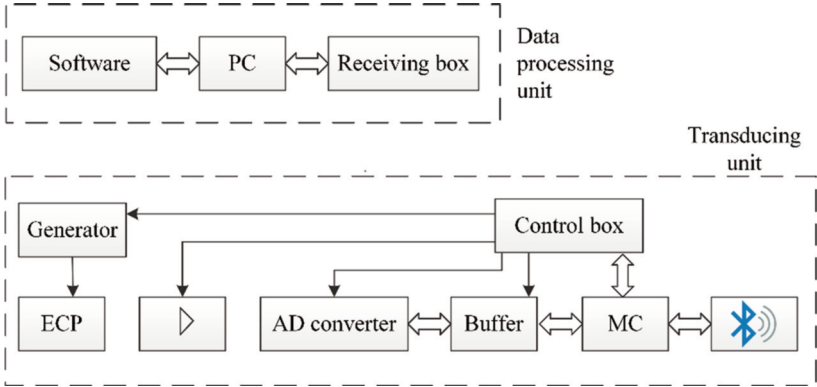 Software
PC
Receiving box
Data
processing
unit
Transducing
unit
Generator
Control box
ECP
AD converter
Buffer
MC